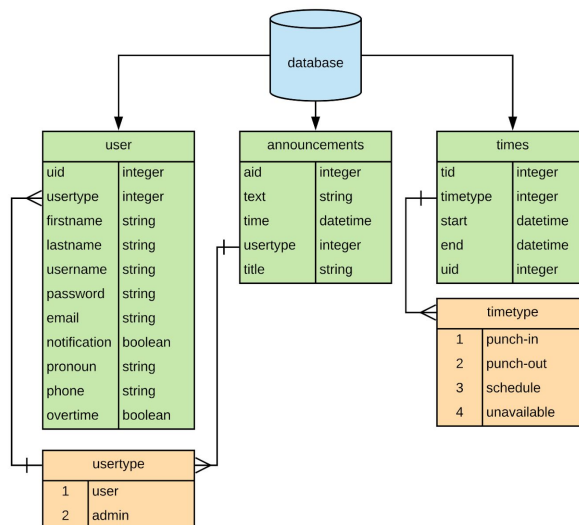 database
user
uid integer
usertype integer
firstname string
lastname string
username string
password string
email string
notification boolean
pronoun string
phone string
overtime boolean
announcements
aid integer
text string
time datetime
usertype integer
title string
times
tid integer
timetype integer
start datetime
end datetime
uid integer
timetype
1 punch-in
2 punch-out
3 schedule
4 unavailable
usertype
1 user
2 admin